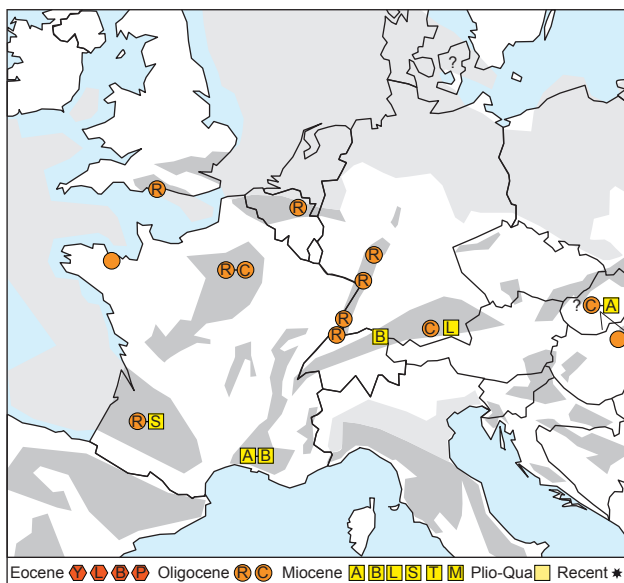 ?
R
R
R
R C
R
? C A
R
C L
R
B
R S
A B
Eocene Y L B P Oligocene R C Miocene A B L S T M Plio-Qua Recent